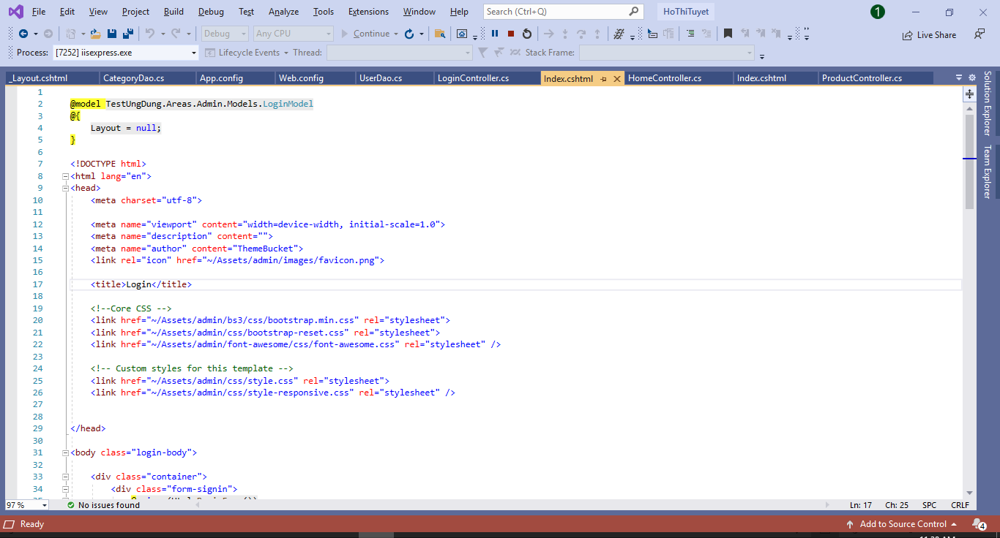 File Edit View Project Build Debug Test Analyze Tools Extensions Window Help Search (Ctrl+Q) HoThiTuyet 1
Debug Any CPU Continue Live Share
Process: [7252] iisexpress.exe Lifecycle Events Thread: Stack Frame:
_Layout.cshtml CategoryDao.cs App.config Web.config UserDao.cs LoginController.cs Index.cshtml HomeController.cs Index.cshtml ProductController.cs
Solution Explorer
Team Explorer
1
2 @model TestUngDung.Areas.Admin.Models.LoginModel
3 @{
4 Layout = null;
5 }
6
7 <!DOCTYPE html>
8 <html lang="en">
9 <head>
10 <meta charset="utf-8">
11
12 <meta name="viewport" content="width=device-width, initial-scale=1.0">
13 <meta name="description" content="">
14 <meta name="author" content="ThemeBucket">
15 <link rel="icon" href="~/Assets/admin/images/favicon.png">
16
17 <title>Login</title>
18
19 <!--Core CSS -->
20 <link href="~/Assets/admin/bs3/css/bootstrap.min.css" rel="stylesheet">
21 <link href="~/Assets/admin/css/bootstrap-reset.css" rel="stylesheet">
22 <link href="~/Assets/admin/font-awesome/css/font-awesome.css" rel="stylesheet" />
23
24 <!-- Custom styles for this template -->
25 <link href="~/Assets/admin/css/style.css" rel="stylesheet">
26 <link href="~/Assets/admin/css/style-responsive.css" rel="stylesheet" />
27
28
29 </head>
30
31 <body class="login-body">
32
33 <div class="container">
34 <div class="form-signin">
97 % No issues found Ln: 17 Ch: 25 SPC CRLF
Ready Add to Source Control 4